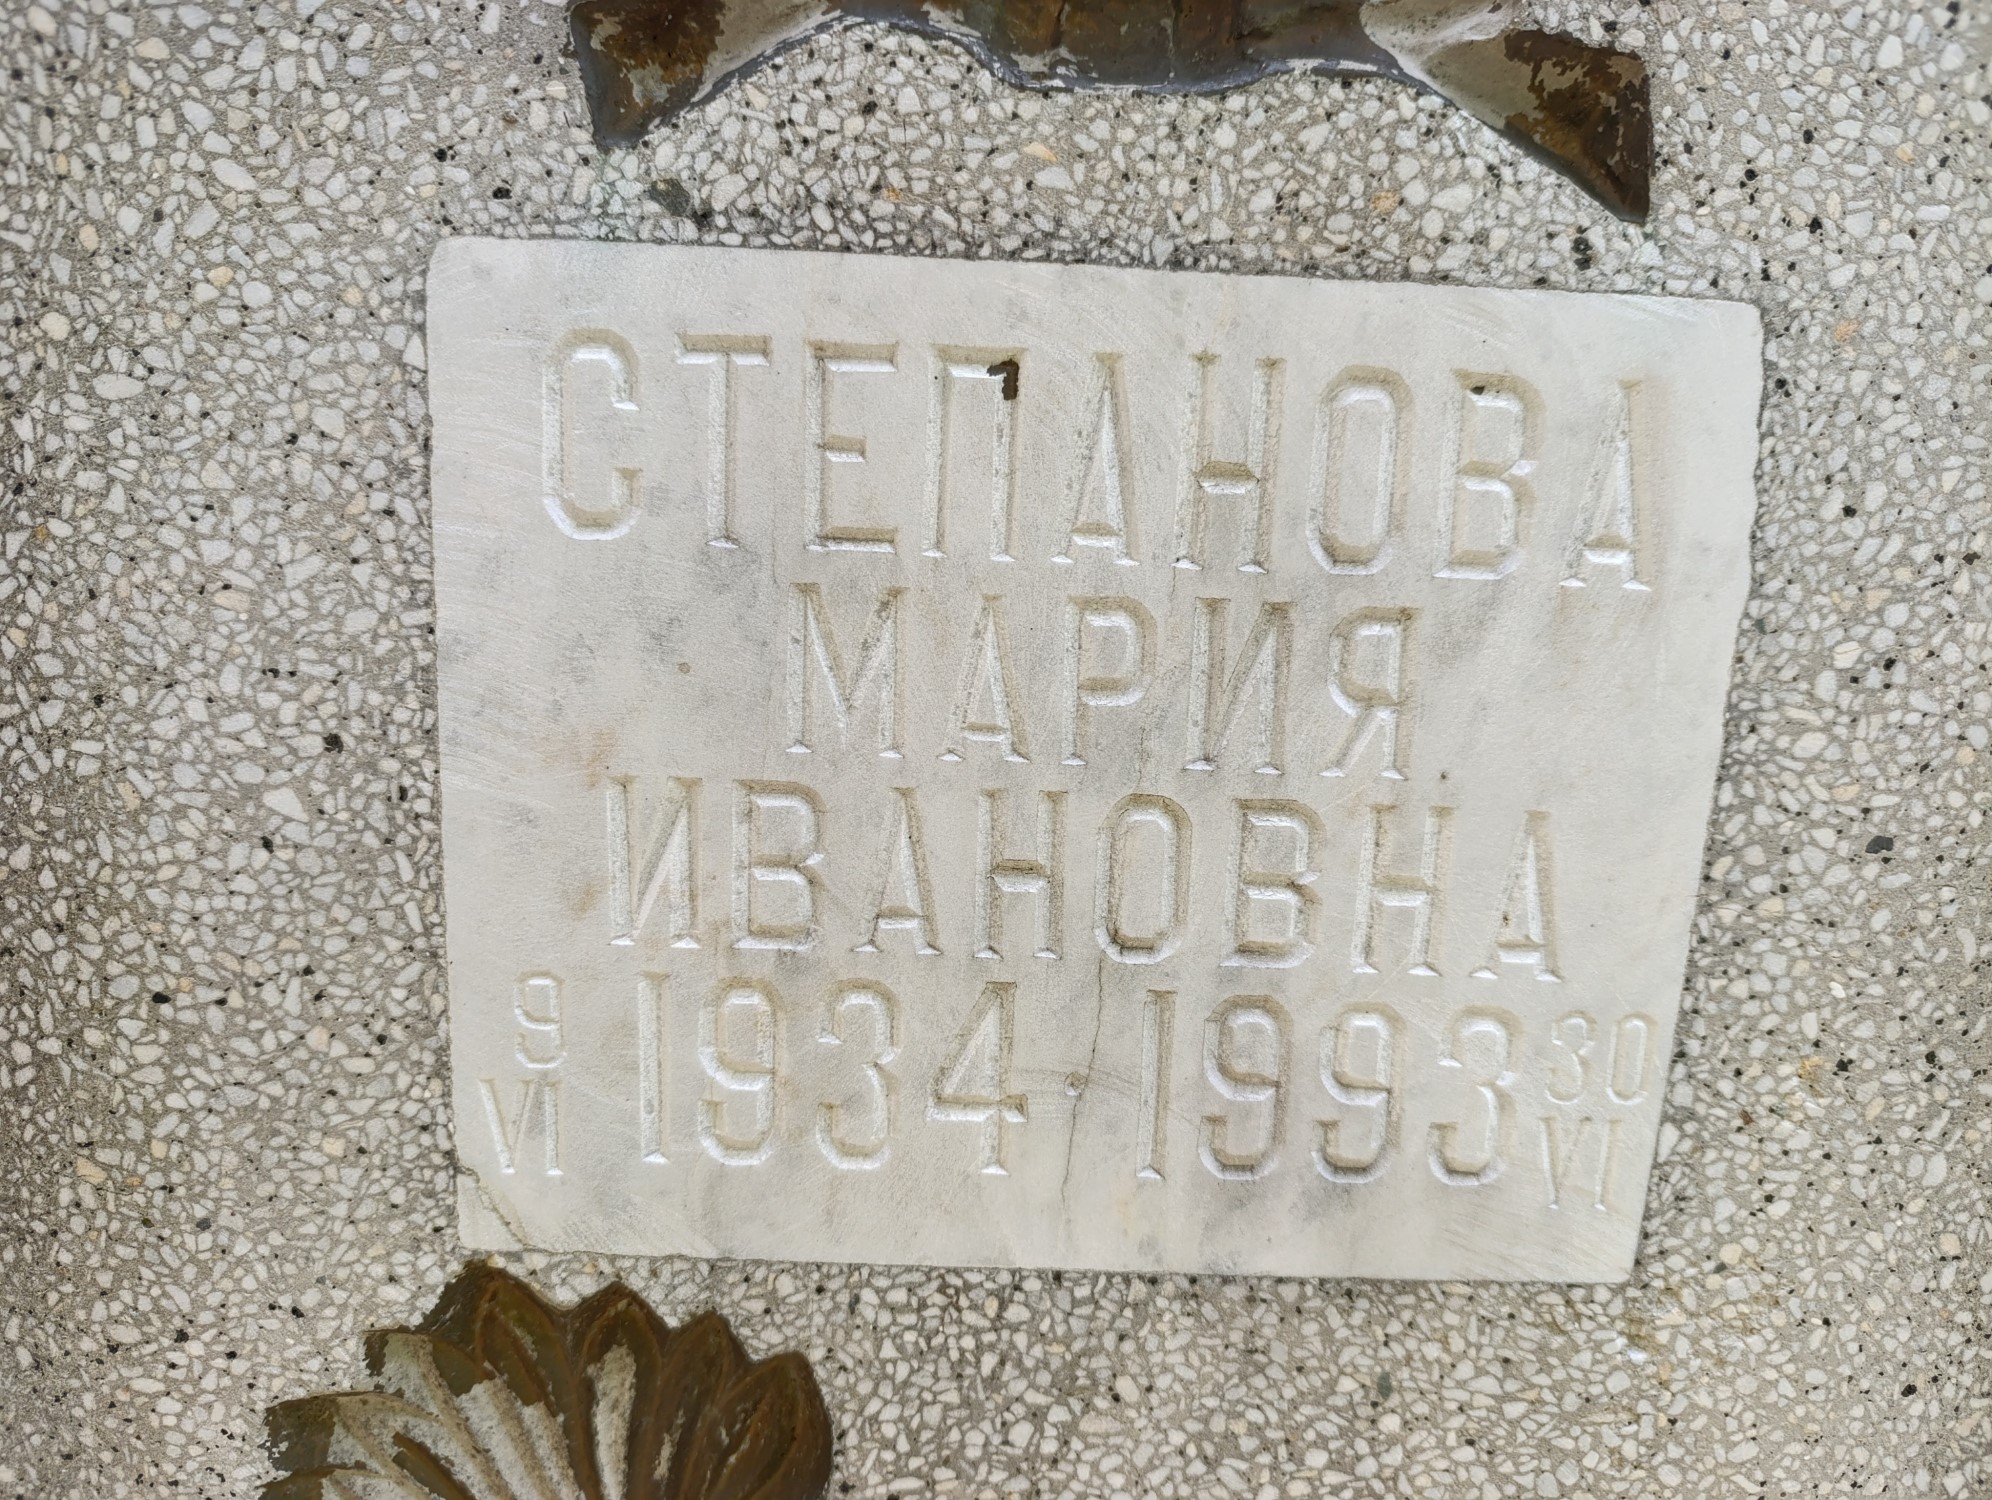 СТЕПАНОВА
МАРИЯ
ИВАНОВНА
9 VI 1934 · 1993 30 VI